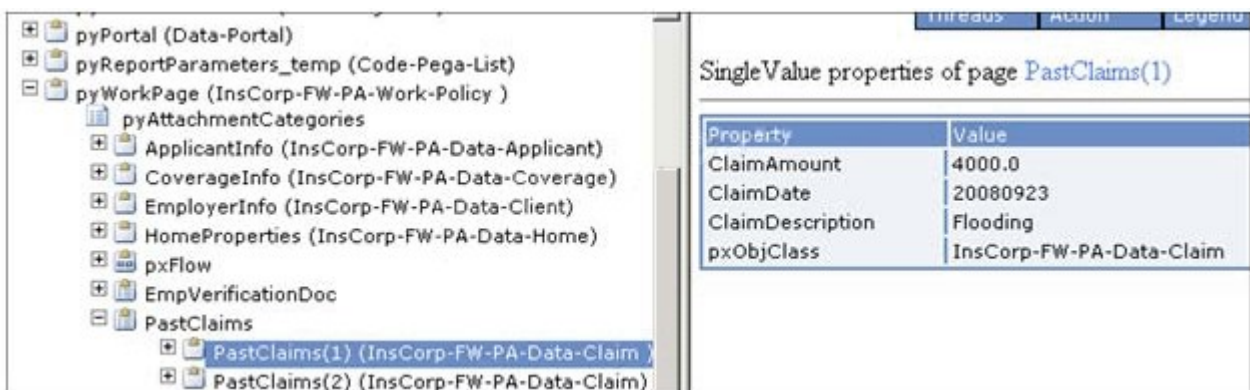 pyPortal (Data-Portal)
pyReportParameters_temp (Code-Pega-List)
pyWorkPage (InsCorp-FW-PA-Work-Policy )
pyAttachmentCategories
ApplicantInfo (InsCorp-FW-PA-Data-Applicant)
CoverageInfo (InsCorp-FW-PA-Data-Coverage)
EmployerInfo (InsCorp-FW-PA-Data-Client)
HomeProperties (InsCorp-FW-PA-Data-Home)
pxFlow
EmpVerificationDoc
PastClaims
PastClaims(1) (InsCorp-FW-PA-Data-Claim )
PastClaims(2) (InsCorp-FW-PA-Data-Claim)
Threads Action Legend
SingleValue properties of page PastClaims(1)
Property Value
ClaimAmount 4000.0
ClaimDate 20080923
ClaimDescription Flooding
pxObjClass InsCorp-FW-PA-Data-Claim